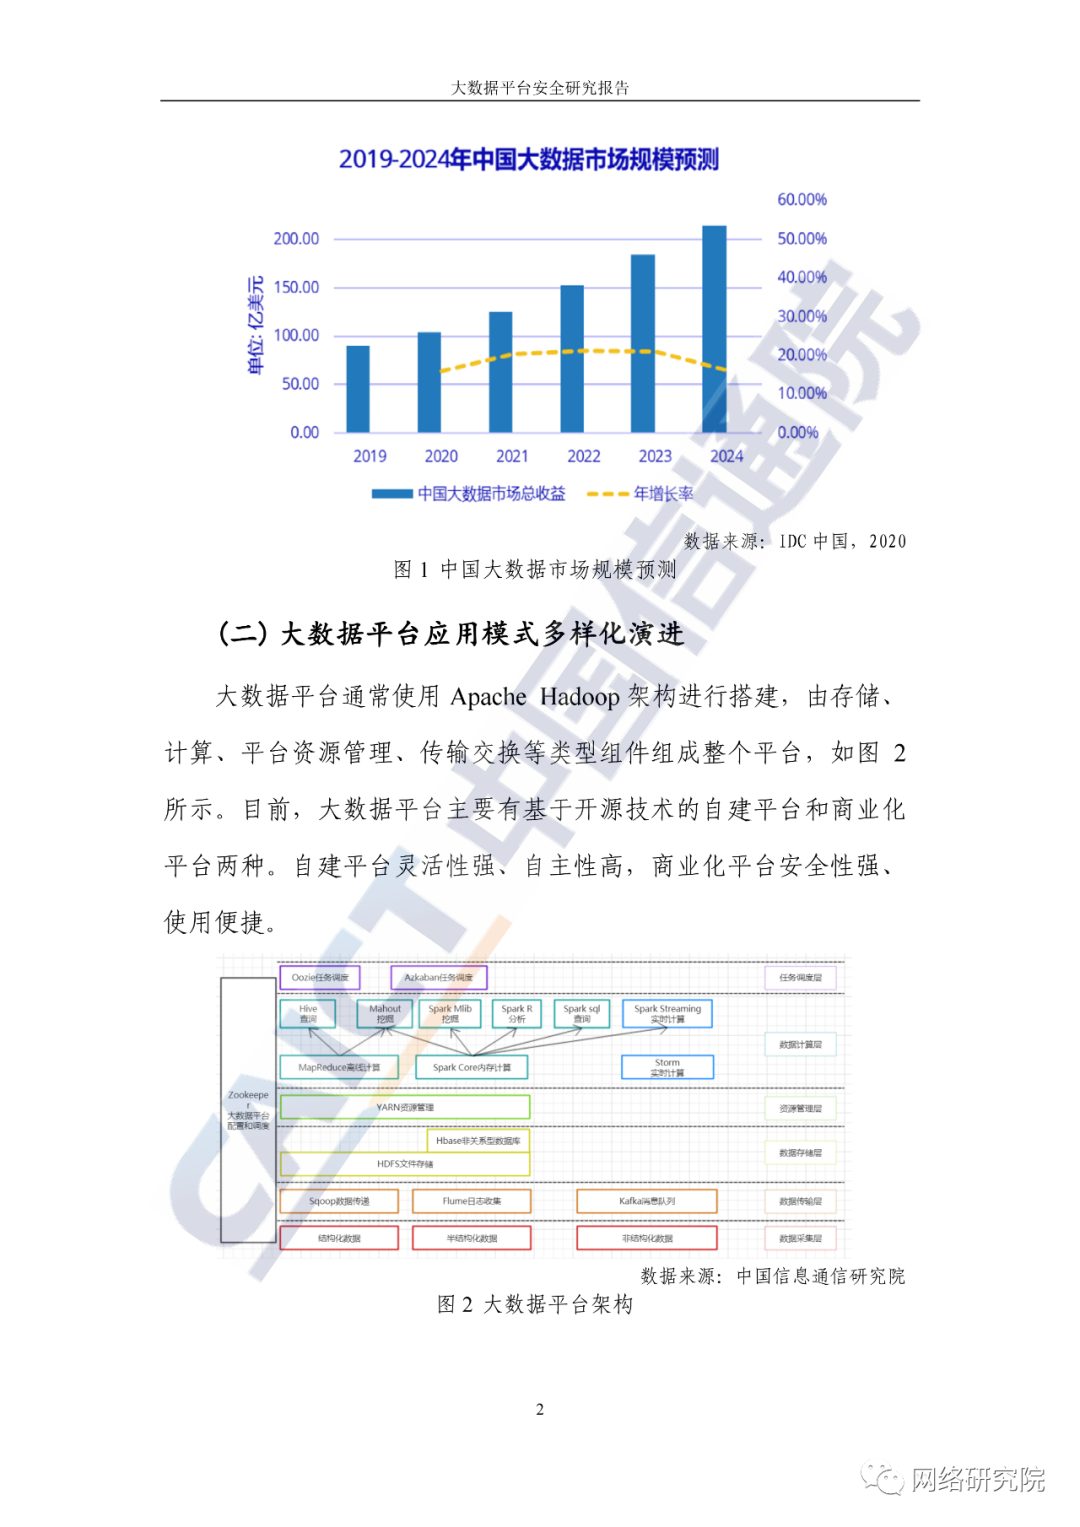 大数据平台安全研究报告
2019-2024年中国大数据市场规模预测
60.00%
200.00
50.00%
40.00%
150.00
30.00%
100.00
20.00%
50.00
10.00%
0.00
0.00%
单位: 亿美元
2019 2020 2021 2022 2023 2024
中国大数据市场总收益 年增长率
数据来源：IDC 中国，2020
图 1 中国大数据市场规模预测
(二) 大数据平台应用模式多样化演进
大数据平台通常使用 Apache Hadoop 架构进行搭建，由存储、
计算、平台资源管理、传输交换等类型组件组成整个平台，如图 2
所示。目前，大数据平台主要有基于开源技术的自建平台和商业化
平台两种。自建平台灵活性强、自主性高，商业化平台安全性强、
使用便捷。
Oozie任务调度 Azkaban任务调度 任务调度层
Hive
查询
Mahout
挖掘
Spark Mlib
挖掘
Spark R
分析
Spark sql
查询
Spark Streaming
实时计算
数据计算层
MapReduce离线计算 Spark Core内存计算
Storm
实时计算
Zookeepe
r
大数据平台
配置和调度
YARN资源管理 资源管理层
Hbase非关系型数据库
数据存储层
HDFS文件存储
Sqoop数据传递 Flume日志收集 Kafka消息队列 数据传输层
结构化数据 半结构化数据 非结构化数据 数据采集层
数据来源：中国信息通信研究院
图 2 大数据平台架构
2
CAICT 中国信通院
网络研究院